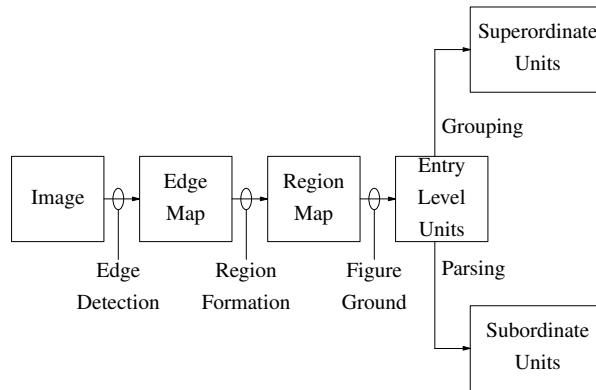 Superordinate
Units
Grouping
Image
Edge
Map
Region
Map
Entry
Level
Units
Edge
Detection
Region
Formation
Figure
Ground
Parsing
Subordinate
Units